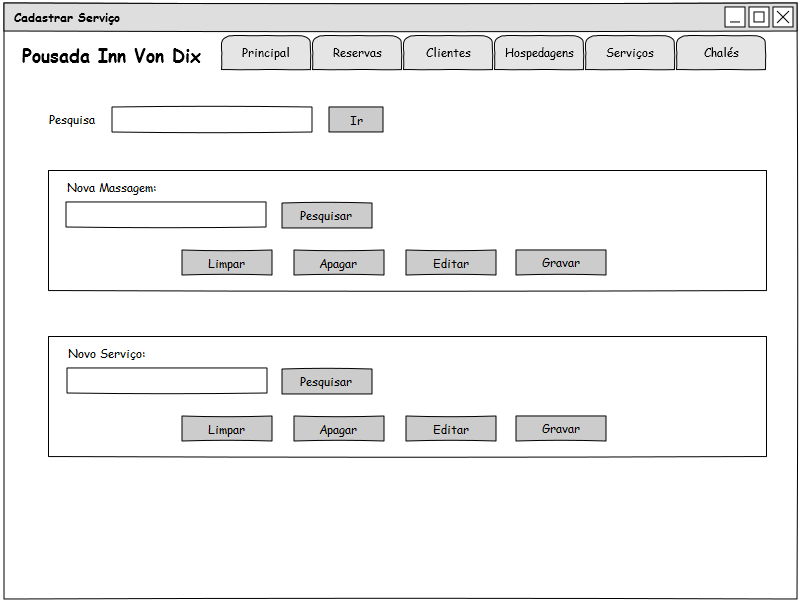 Cadastrar Serviço
Pousada Inn Von Dix
Principal
Reservas
Clientes
Hospedagens
Serviços
Chalés
Pesquisa
Ir
Nova Massagem:
Pesquisar
Limpar
Apagar
Editar
Gravar
Novo Serviço:
Pesquisar
Limpar
Apagar
Editar
Gravar